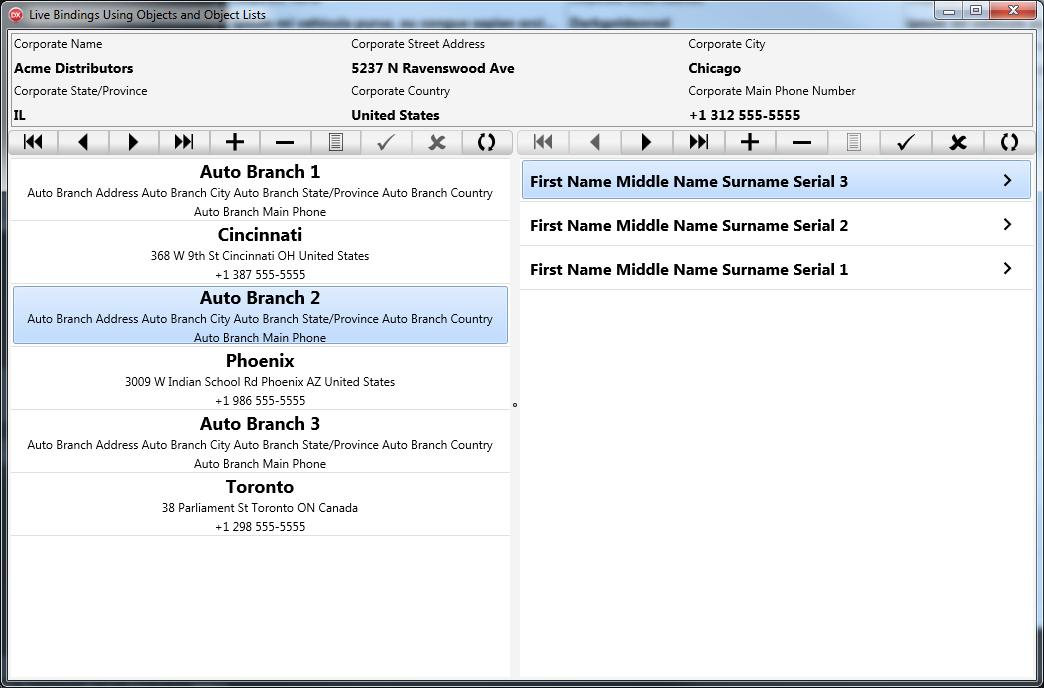 DX Live Bindings Using Objects and Object Lists
Corporate Name Corporate Street Address Corporate City
Acme Distributors 5237 N Ravenswood Ave Chicago
Corporate State/Province Corporate Country Corporate Main Phone Number
IL United States +1 312 555-5555
Auto Branch 1
Auto Branch Address Auto Branch City Auto Branch State/Province Auto Branch Country
Auto Branch Main Phone
Cincinnati
368 W 9th St Cincinnati OH United States
+1 387 555-5555
Auto Branch 2
Auto Branch Address Auto Branch City Auto Branch State/Province Auto Branch Country
Auto Branch Main Phone
Phoenix
3009 W Indian School Rd Phoenix AZ United States
+1 986 555-5555
Auto Branch 3
Auto Branch Address Auto Branch City Auto Branch State/Province Auto Branch Country
Auto Branch Main Phone
Toronto
38 Parliament St Toronto ON Canada
+1 298 555-5555
First Name Middle Name Surname Serial 3
First Name Middle Name Surname Serial 2
First Name Middle Name Surname Serial 1